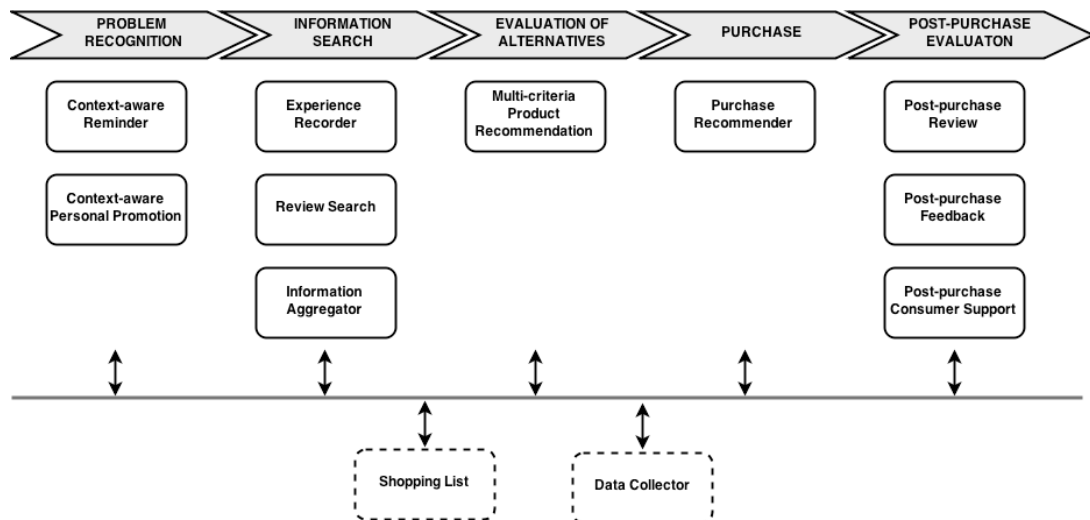 PROBLEM
RECOGNITION
INFORMATION
SEARCH
EVALUATION OF
ALTERNATIVES
PURCHASE
POST-PURCHASE
EVALUATON
Context-aware
Reminder
Experience
Recorder
Multi-criteria
Product
Recommendation
Purchase
Recommender
Post-purchase
Review
Context-aware
Personal Promotion
Review Search
Post-purchase
Feedback
Information
Aggregator
Post-purchase
Consumer Support
Shopping List
Data Collector